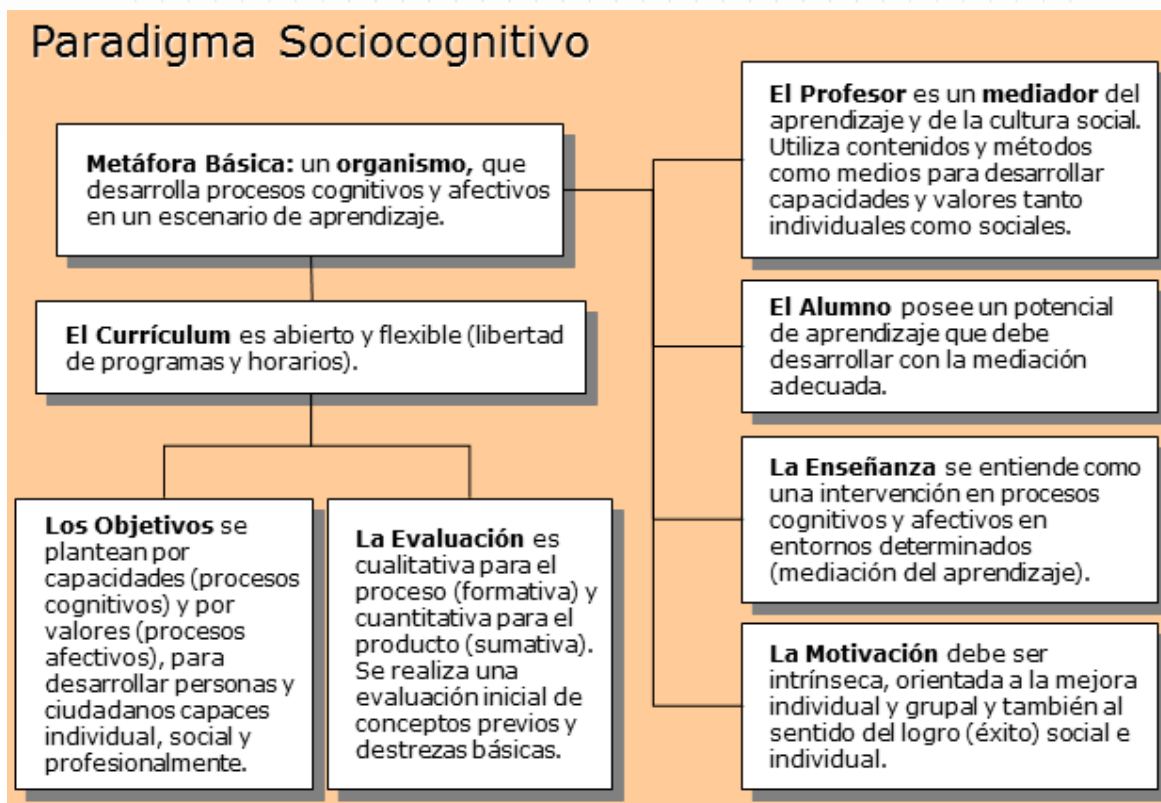 Paradigma Sociocognitivo
Metáfora Básica: un organismo, que
desarrolla procesos cognitivos y afectivos
en un escenario de aprendizaje.
El Currículum es abierto y flexible (libertad
de programas y horarios).
Los Objetivos se
plantean por
capacidades (procesos
cognitivos) y por
valores (procesos
afectivos), para
desarrollar personas y
ciudadanos capaces
individual, social y
profesionalmente.
La Evaluación es
cualitativa para el
proceso (formativa) y
cuantitativa para el
producto (sumativa).
Se realiza una
evaluación inicial de
conceptos previos y
destrezas básicas.
El Profesor es un mediador del
aprendizaje y de la cultura social.
Utiliza contenidos y métodos
como medios para desarrollar
capacidades y valores tanto
individuales como sociales.
El Alumno posee un potencial
de aprendizaje que debe
desarrollar con la mediación
adecuada.
La Enseñanza se entiende como
una intervención en procesos
cognitivos y afectivos en
entornos determinados
(mediación del aprendizaje).
La Motivación debe ser
intrínseca, orientada a la mejora
individual y grupal y también al
sentido del logro (éxito) social e
individual.